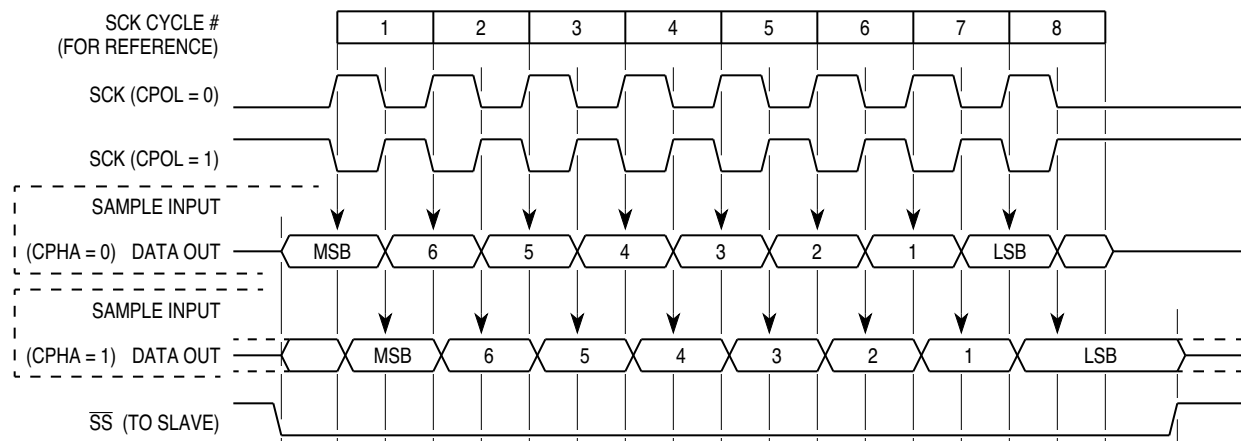 SCK CYCLE #
(FOR REFERENCE)
1 2 3 4 5 6 7 8
SCK (CPOL = 0)
SCK (CPOL = 1)
SAMPLE INPUT
(CPHA = 0) DATA OUT
MSB 6 5 4 3 2 1 LSB
SAMPLE INPUT
(CPHA = 1) DATA OUT
MSB 6 5 4 3 2 1 LSB
SS (TO SLAVE)